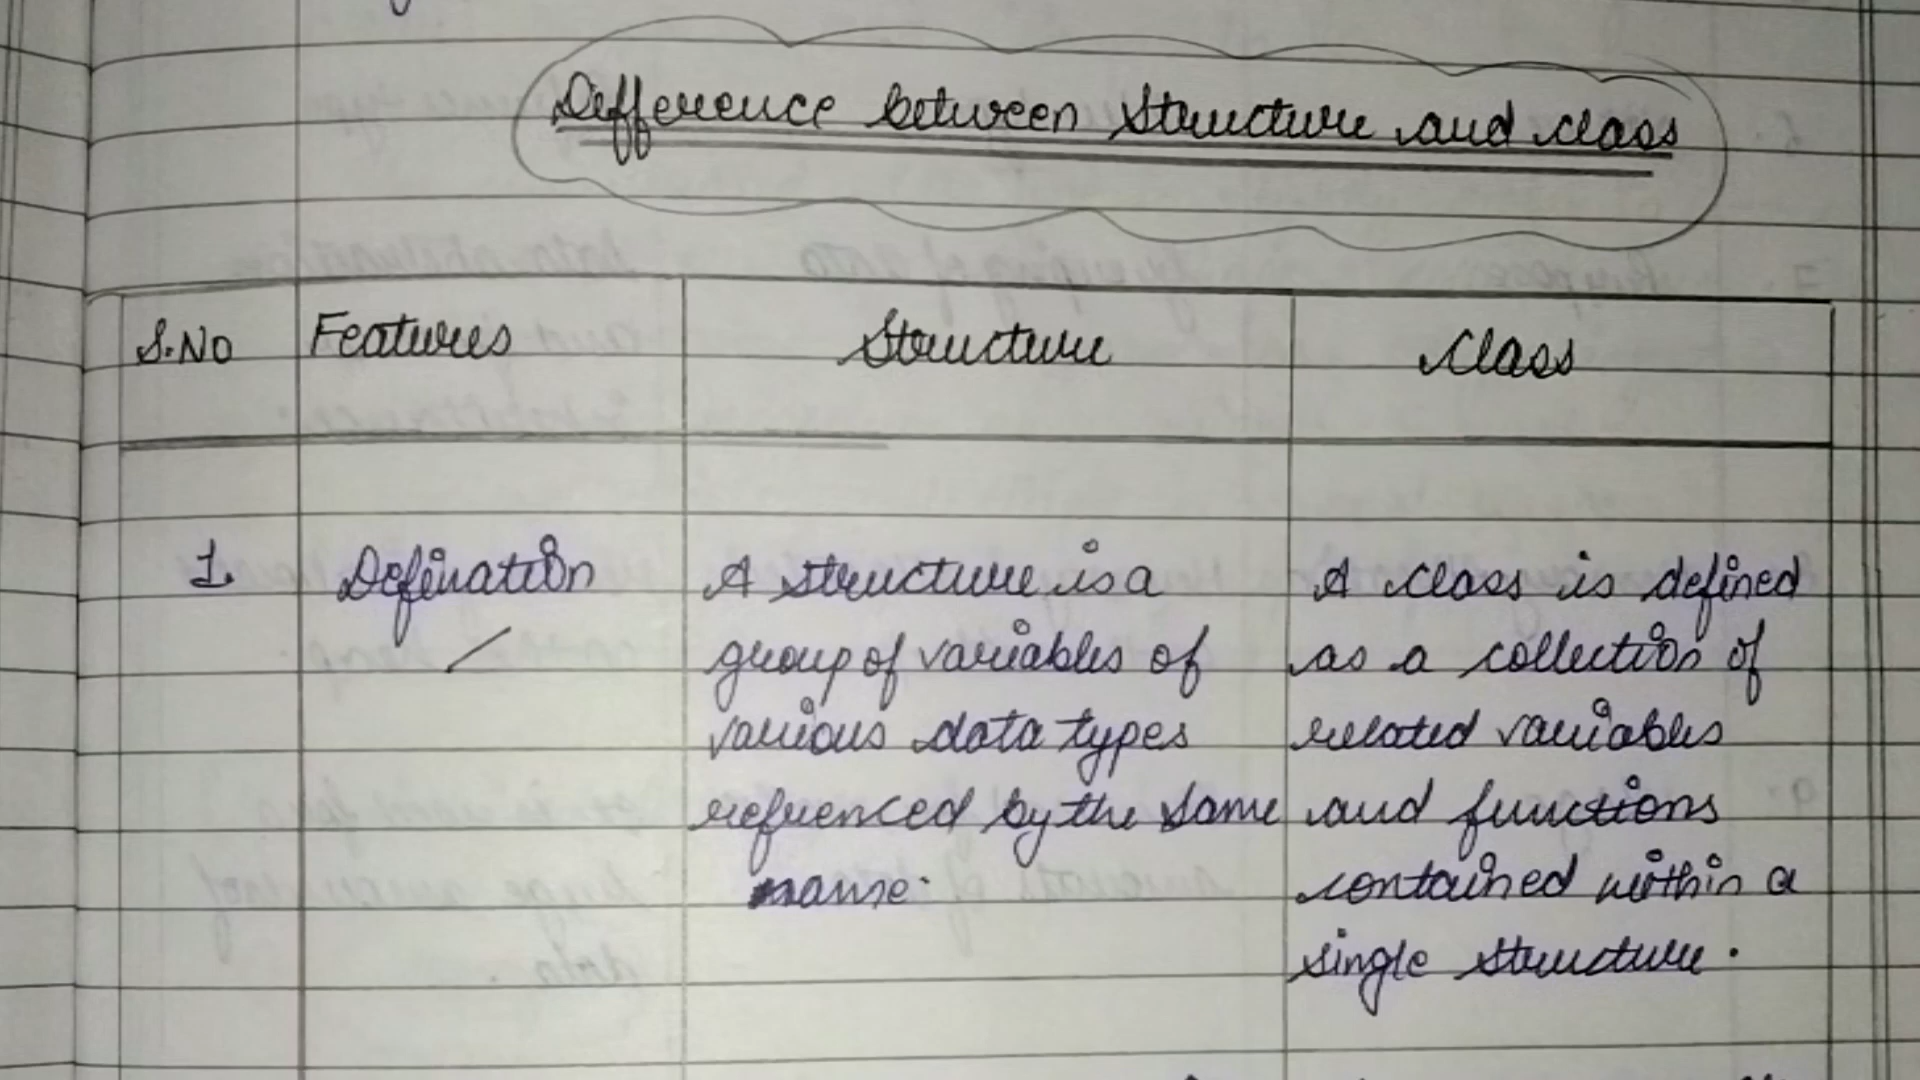 Difference between Structure and class
S.No Features Structure Class
1. Defination A structure is a A class is defined
group of variables of as a collection of
various data types related variables
referenced by the same and functions
name. contained within a
single structure.